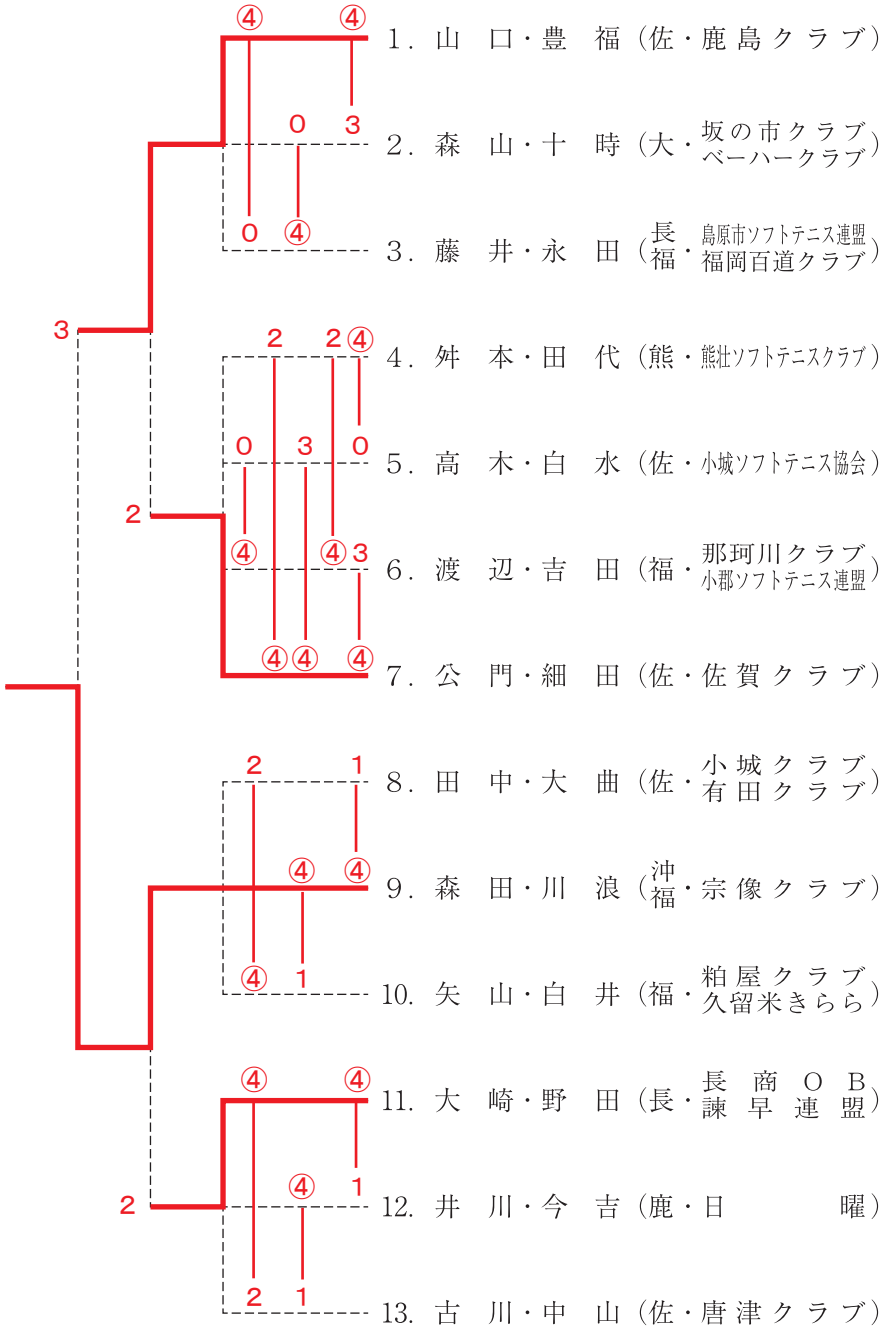 ④ ④
1. 山口・豊福 (佐・鹿島クラブ)
0 3
2. 森山・十時 (大・坂の市クラブ
ベーハークラブ)
0 ④
3. 藤井・永田 (長 福・島原市ソフトテニス連盟
福岡百道クラブ)
3
2 2 ④
4. 舛本・田代 (熊・熊壮ソフトテニスクラブ)
0 3 0
5. 高木・白水 (佐・小城ソフトテニス協会)
2
④ ④ 3
6. 渡辺・吉田 (福・那珂川クラブ
小郡ソフトテニス連盟)
④ ④ ④
7. 公門・細田 (佐・佐賀クラブ)
2 1
8. 田中・大曲 (佐・小城クラブ
有田クラブ)
④ ④
9. 森田・川浪 (沖 福・宗像クラブ)
④ 1
10. 矢山・白井 (福・粕屋クラブ
久留米きらら)
④ ④
11. 大崎・野田 (長・長商OB
諫早連盟)
④ 1
2
12. 井川・今吉 (鹿・日曜)
2 1
13. 古川・中山 (佐・唐津クラブ)